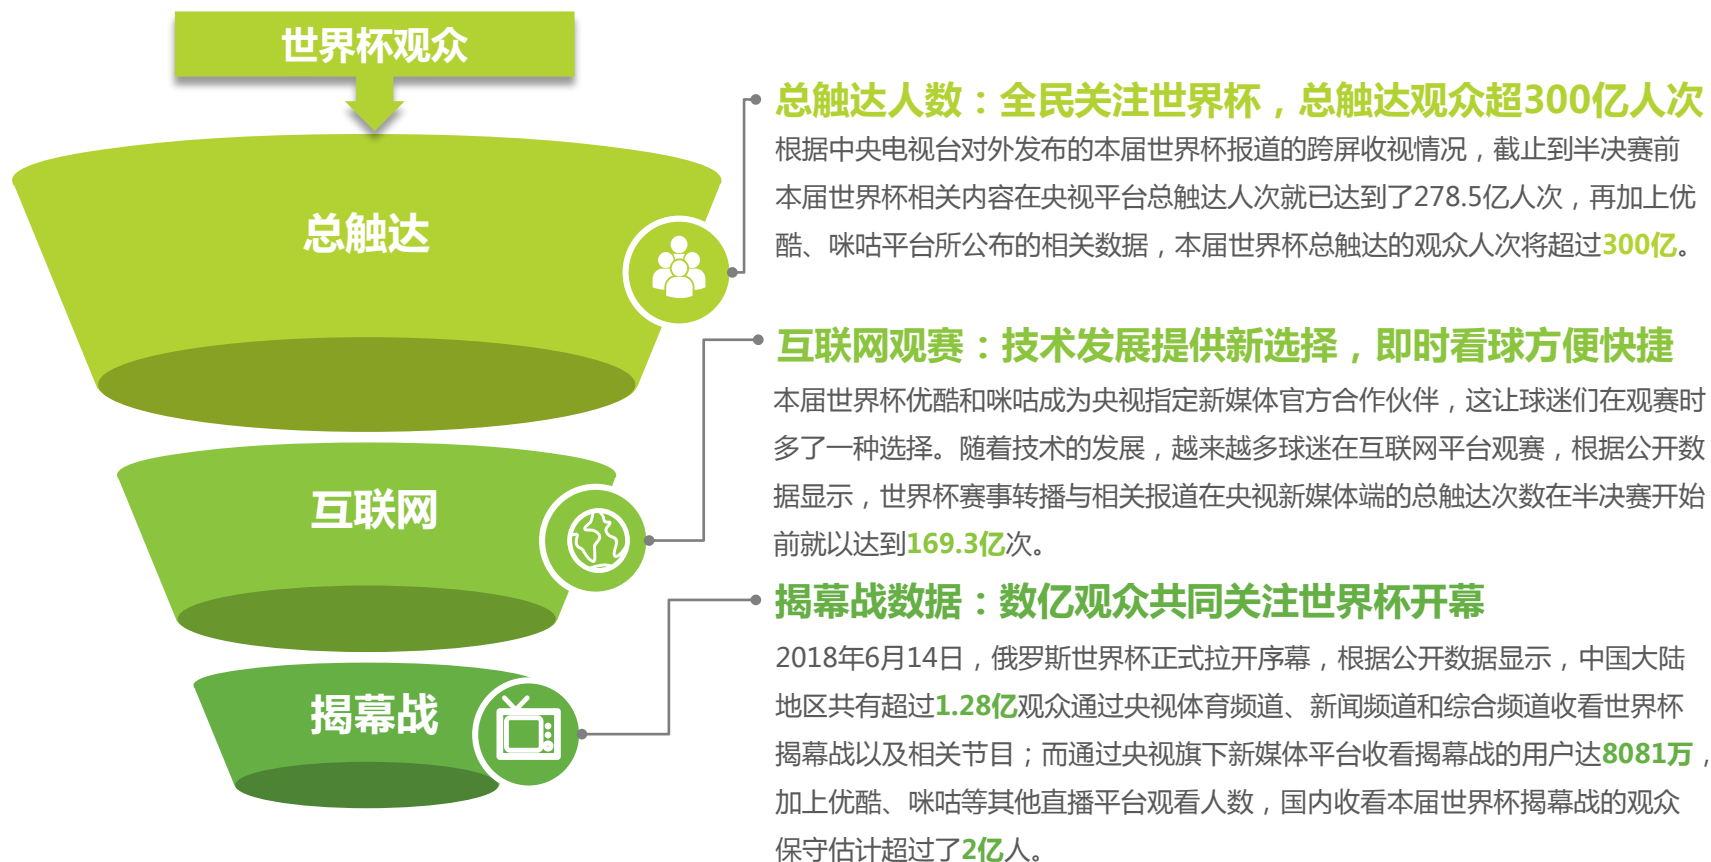 世界杯观众
总触达
互联网
揭幕战
总触达人数：全民关注世界杯，总触达观众超300亿人次
根据中央电视台对外发布的本届世界杯报道的跨屏收视情况，截止到半决赛前
本届世界杯相关内容在央视平台总触达人次就已达到了278.5亿人次，再加上优
酷、咪咕平台所公布的相关数据，本届世界杯总触达的观众人次将超过300亿。
互联网观赛：技术发展提供新选择，即时看球方便快捷
本届世界杯优酷和咪咕成为央视指定新媒体官方合作伙伴，这让球迷们在观赛时
多了一种选择。随着技术的发展，越来越多球迷在互联网平台观赛，根据公开数
据显示，世界杯赛事转播与相关报道在央视新媒体端的总触达次数在半决赛开始
前就以达到169.3亿次。
揭幕战数据：数亿观众共同关注世界杯开幕
2018年6月14日，俄罗斯世界杯正式拉开序幕，根据公开数据显示，中国大陆
地区共有超过1.28亿观众通过央视体育频道、新闻频道和综合频道收看世界杯
揭幕战以及相关节目；而通过央视旗下新媒体平台收看揭幕战的用户达8081万，
加上优酷、咪咕等其他直播平台观看人数，国内收看本届世界杯揭幕战的观众
保守估计超过了2亿人。